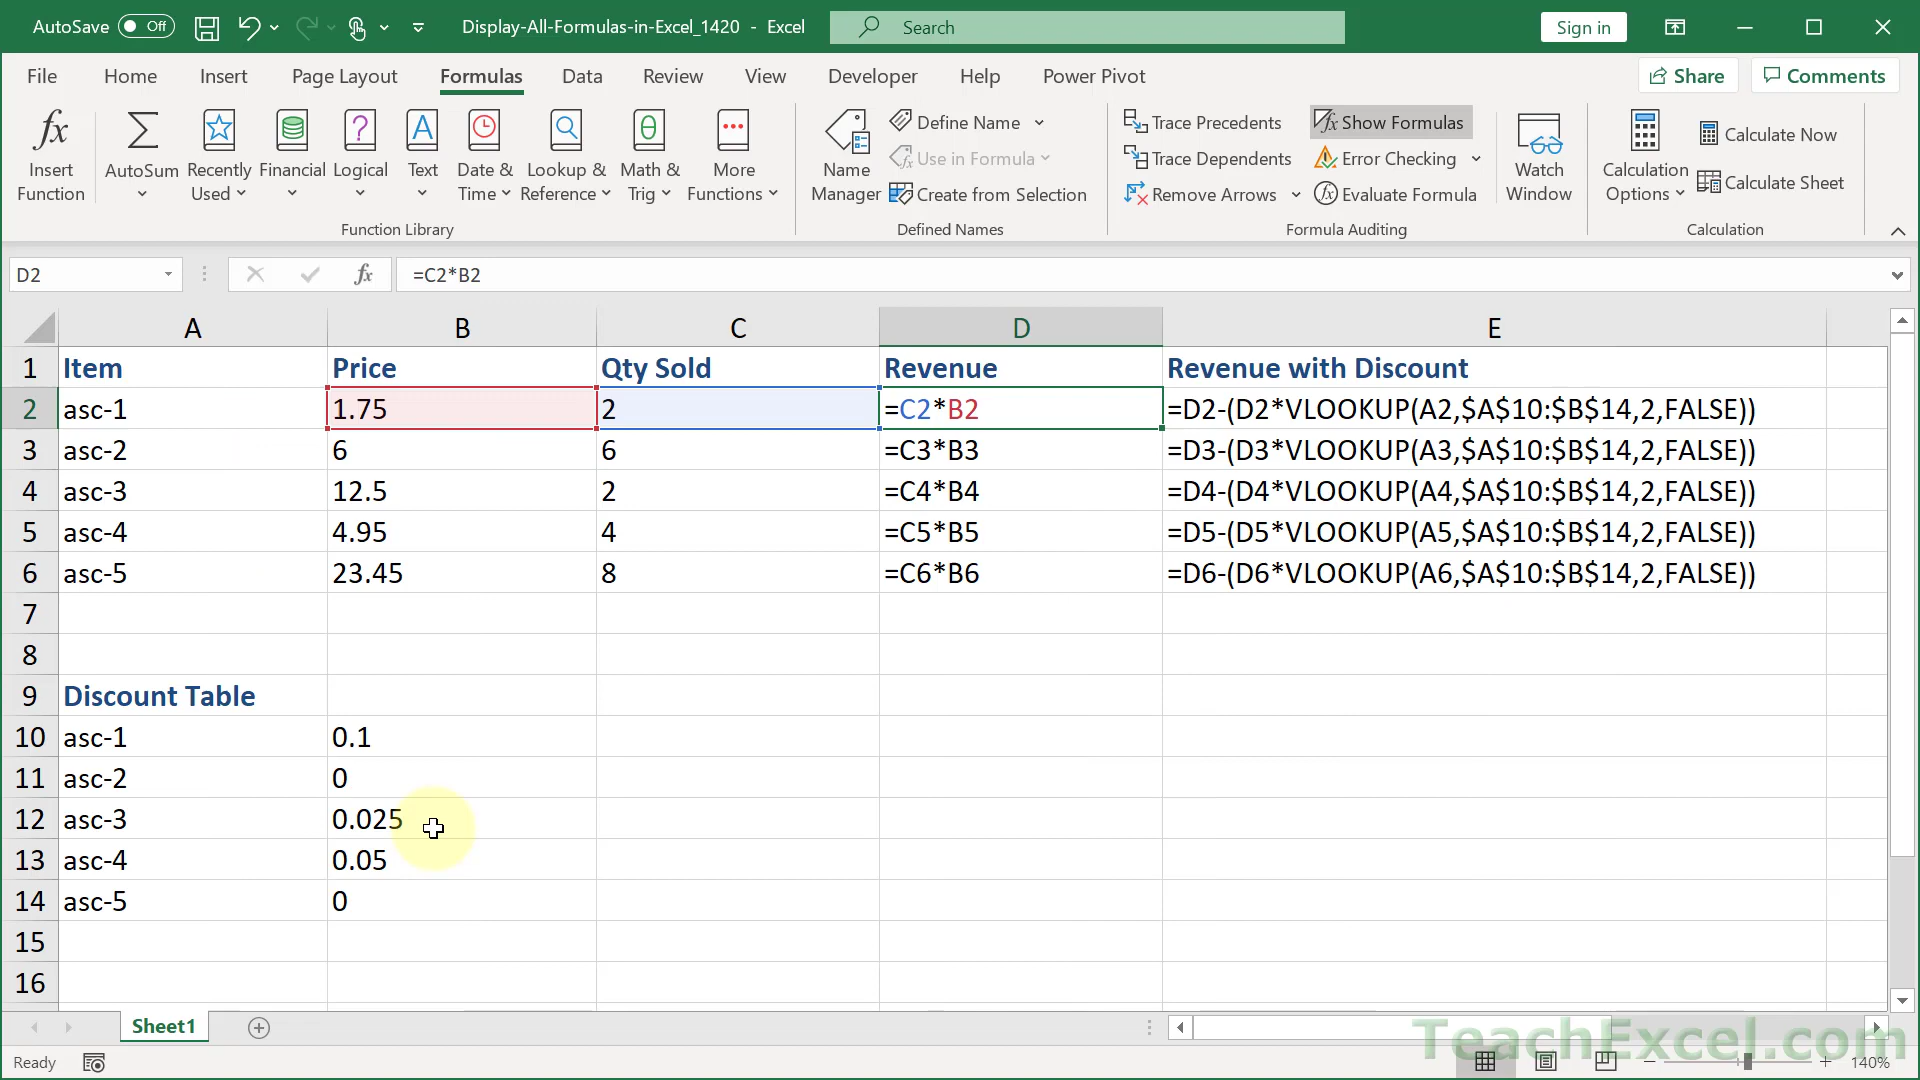 AutoSave Off Display-All-Formulas-in-Excel_1420 - Excel Search Sign in
File Home Insert Page Layout Formulas Data Review View Developer Help Power Pivot Share Comments
fx Insert Function
AutoSum
Recently Used
Financial
Logical
Text
Date & Time
Lookup & Reference
Math & Trig
More Functions
Function Library
Name Manager
Define Name
Use in Formula
Create from Selection
Defined Names
Trace Precedents
Trace Dependents
Remove Arrows
Show Formulas
Error Checking
Evaluate Formula
Formula Auditing
Watch Window
Calculation Options
Calculate Now
Calculate Sheet
Calculation
D2 fx =C2*B2
A B C D E
1 Item Price Qty Sold Revenue Revenue with Discount
2 asc-1 1.75 2 =C2*B2 =D2-(D2*VLOOKUP(A2,$A$10:$B$14,2,FALSE))
3 asc-2 6 6 =C3*B3 =D3-(D3*VLOOKUP(A3,$A$10:$B$14,2,FALSE))
4 asc-3 12.5 2 =C4*B4 =D4-(D4*VLOOKUP(A4,$A$10:$B$14,2,FALSE))
5 asc-4 4.95 4 =C5*B5 =D5-(D5*VLOOKUP(A5,$A$10:$B$14,2,FALSE))
6 asc-5 23.45 8 =C6*B6 =D6-(D6*VLOOKUP(A6,$A$10:$B$14,2,FALSE))
7
8
9 Discount Table
10 asc-1 0.1
11 asc-2 0
12 asc-3 0.025
13 asc-4 0.05
14 asc-5 0
15
16
Sheet1
TeachExcel.com
Ready 140%